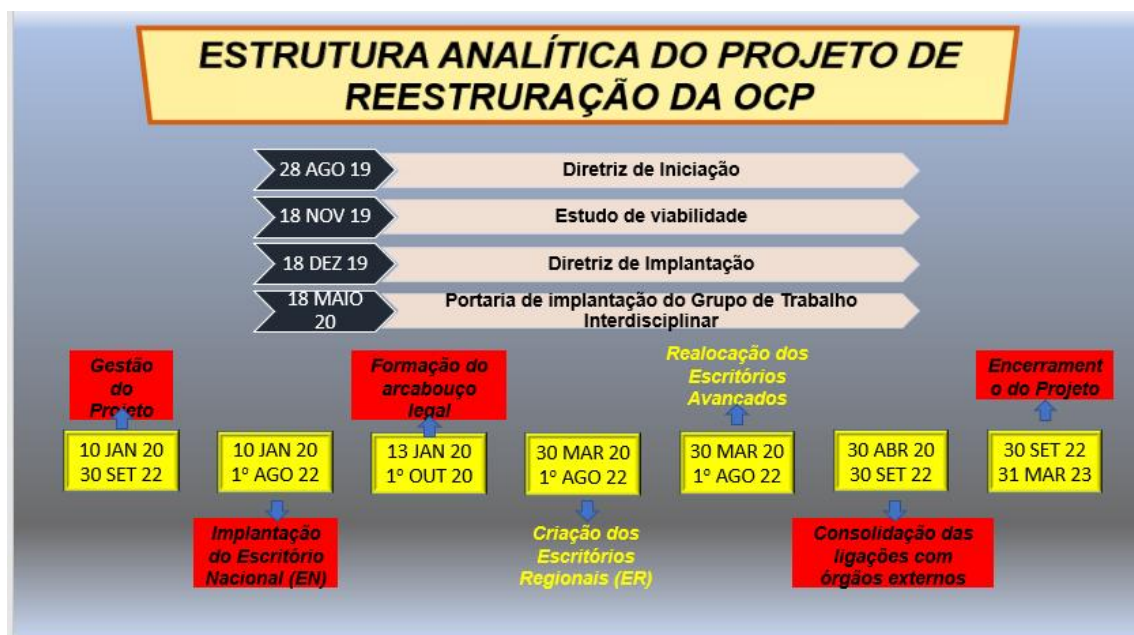 ESTRUTURA ANALÍTICA DO PROJETO DE
REESTRURAÇÃO DA OCP
28 AGO 19
Diretriz de Iniciação
18 NOV 19
Estudo de viabilidade
18 DEZ 19
Diretriz de Implantação
18 MAIO
20
Portaria de implantação do Grupo de Trabalho
Interdisciplinar
Gestão
do
Projeto
Formação do
arcabouço
legal
Realocação dos
Escritórios
Avançados
Encerrament
o do Projeto
10 JAN 20
30 SET 22
10 JAN 20
1º AGO 22
13 JAN 20
1º OUT 20
30 MAR 20
1º AGO 22
30 MAR 20
1º AGO 22
30 ABR 20
30 SET 22
30 SET 22
31 MAR 23
Implantação
do Escritório
Nacional (EN)
Criação dos
Escritórios
Regionais (ER)
Consolidação das
ligações com
órgãos externos